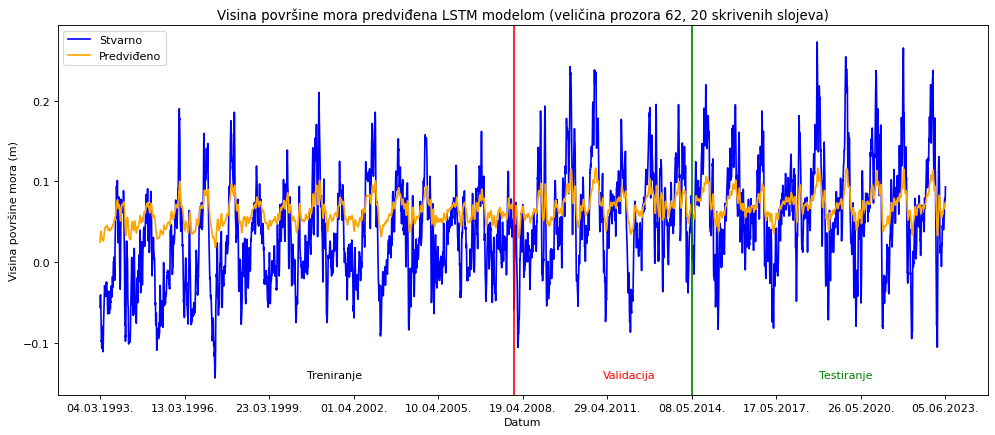 Visina površine mora predviđena LSTM modelom (veličina prozora 62, 20 skrivenih slojeva)
Stvarno
Predviđeno
Visina površine mora (m)
0.2
0.1
0.0
−0.1
Treniranje
Validacija
Testiranje
04.03.1993.
13.03.1996.
23.03.1999.
01.04.2002.
10.04.2005.
19.04.2008.
29.04.2011.
08.05.2014.
17.05.2017.
26.05.2020.
05.06.2023.
Datum